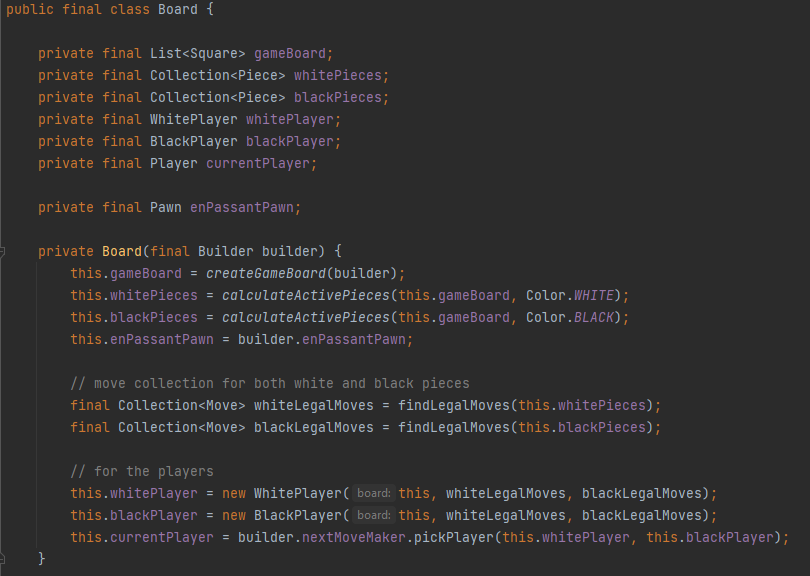 public final class Board {
private final List<Square> gameBoard;
private final Collection<Piece> whitePieces;
private final Collection<Piece> blackPieces;
private final WhitePlayer whitePlayer;
private final BlackPlayer blackPlayer;
private final Player currentPlayer;
private final Pawn enPassantPawn;
private Board(final Builder builder) {
this.gameBoard = createGameBoard(builder);
this.whitePieces = calculateActivePieces(this.gameBoard, Color.WHITE);
this.blackPieces = calculateActivePieces(this.gameBoard, Color.BLACK);
this.enPassantPawn = builder.enPassantPawn;
// move collection for both white and black pieces
final Collection<Move> whiteLegalMoves = findLegalMoves(this.whitePieces);
final Collection<Move> blackLegalMoves = findLegalMoves(this.blackPieces);
// for the players
this.whitePlayer = new WhitePlayer( board: this, whiteLegalMoves, blackLegalMoves);
this.blackPlayer = new BlackPlayer( board: this, whiteLegalMoves, blackLegalMoves);
this.currentPlayer = builder.nextMoveMaker.pickPlayer(this.whitePlayer, this.blackPlayer);
}